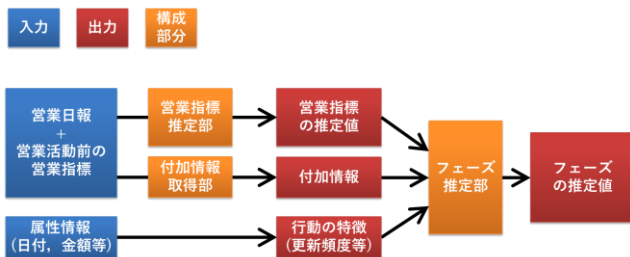 入力
出力
構成
部分
営業日報
+
営業活動前の
営業指標
営業指標
推定部
営業指標
の推定値
付加情報
取得部
付加情報
フェーズ
推定部
フェーズ
の推定値
属性情報
(日付，金額等)
行動の特徴
(更新頻度等)